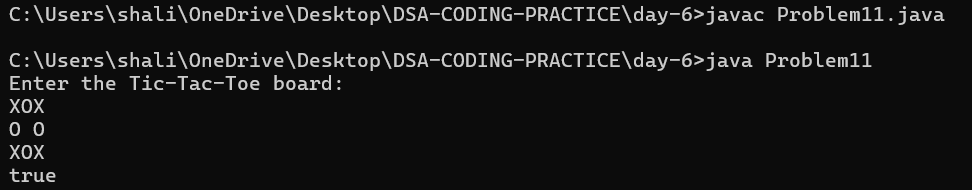 C:\Users\shali\OneDrive\Desktop\DSA-CODING-PRACTICE\day-6>javac Problem11.java
C:\Users\shali\OneDrive\Desktop\DSA-CODING-PRACTICE\day-6>java Problem11
Enter the Tic-Tac-Toe board:
XOX
O O
XOX
true